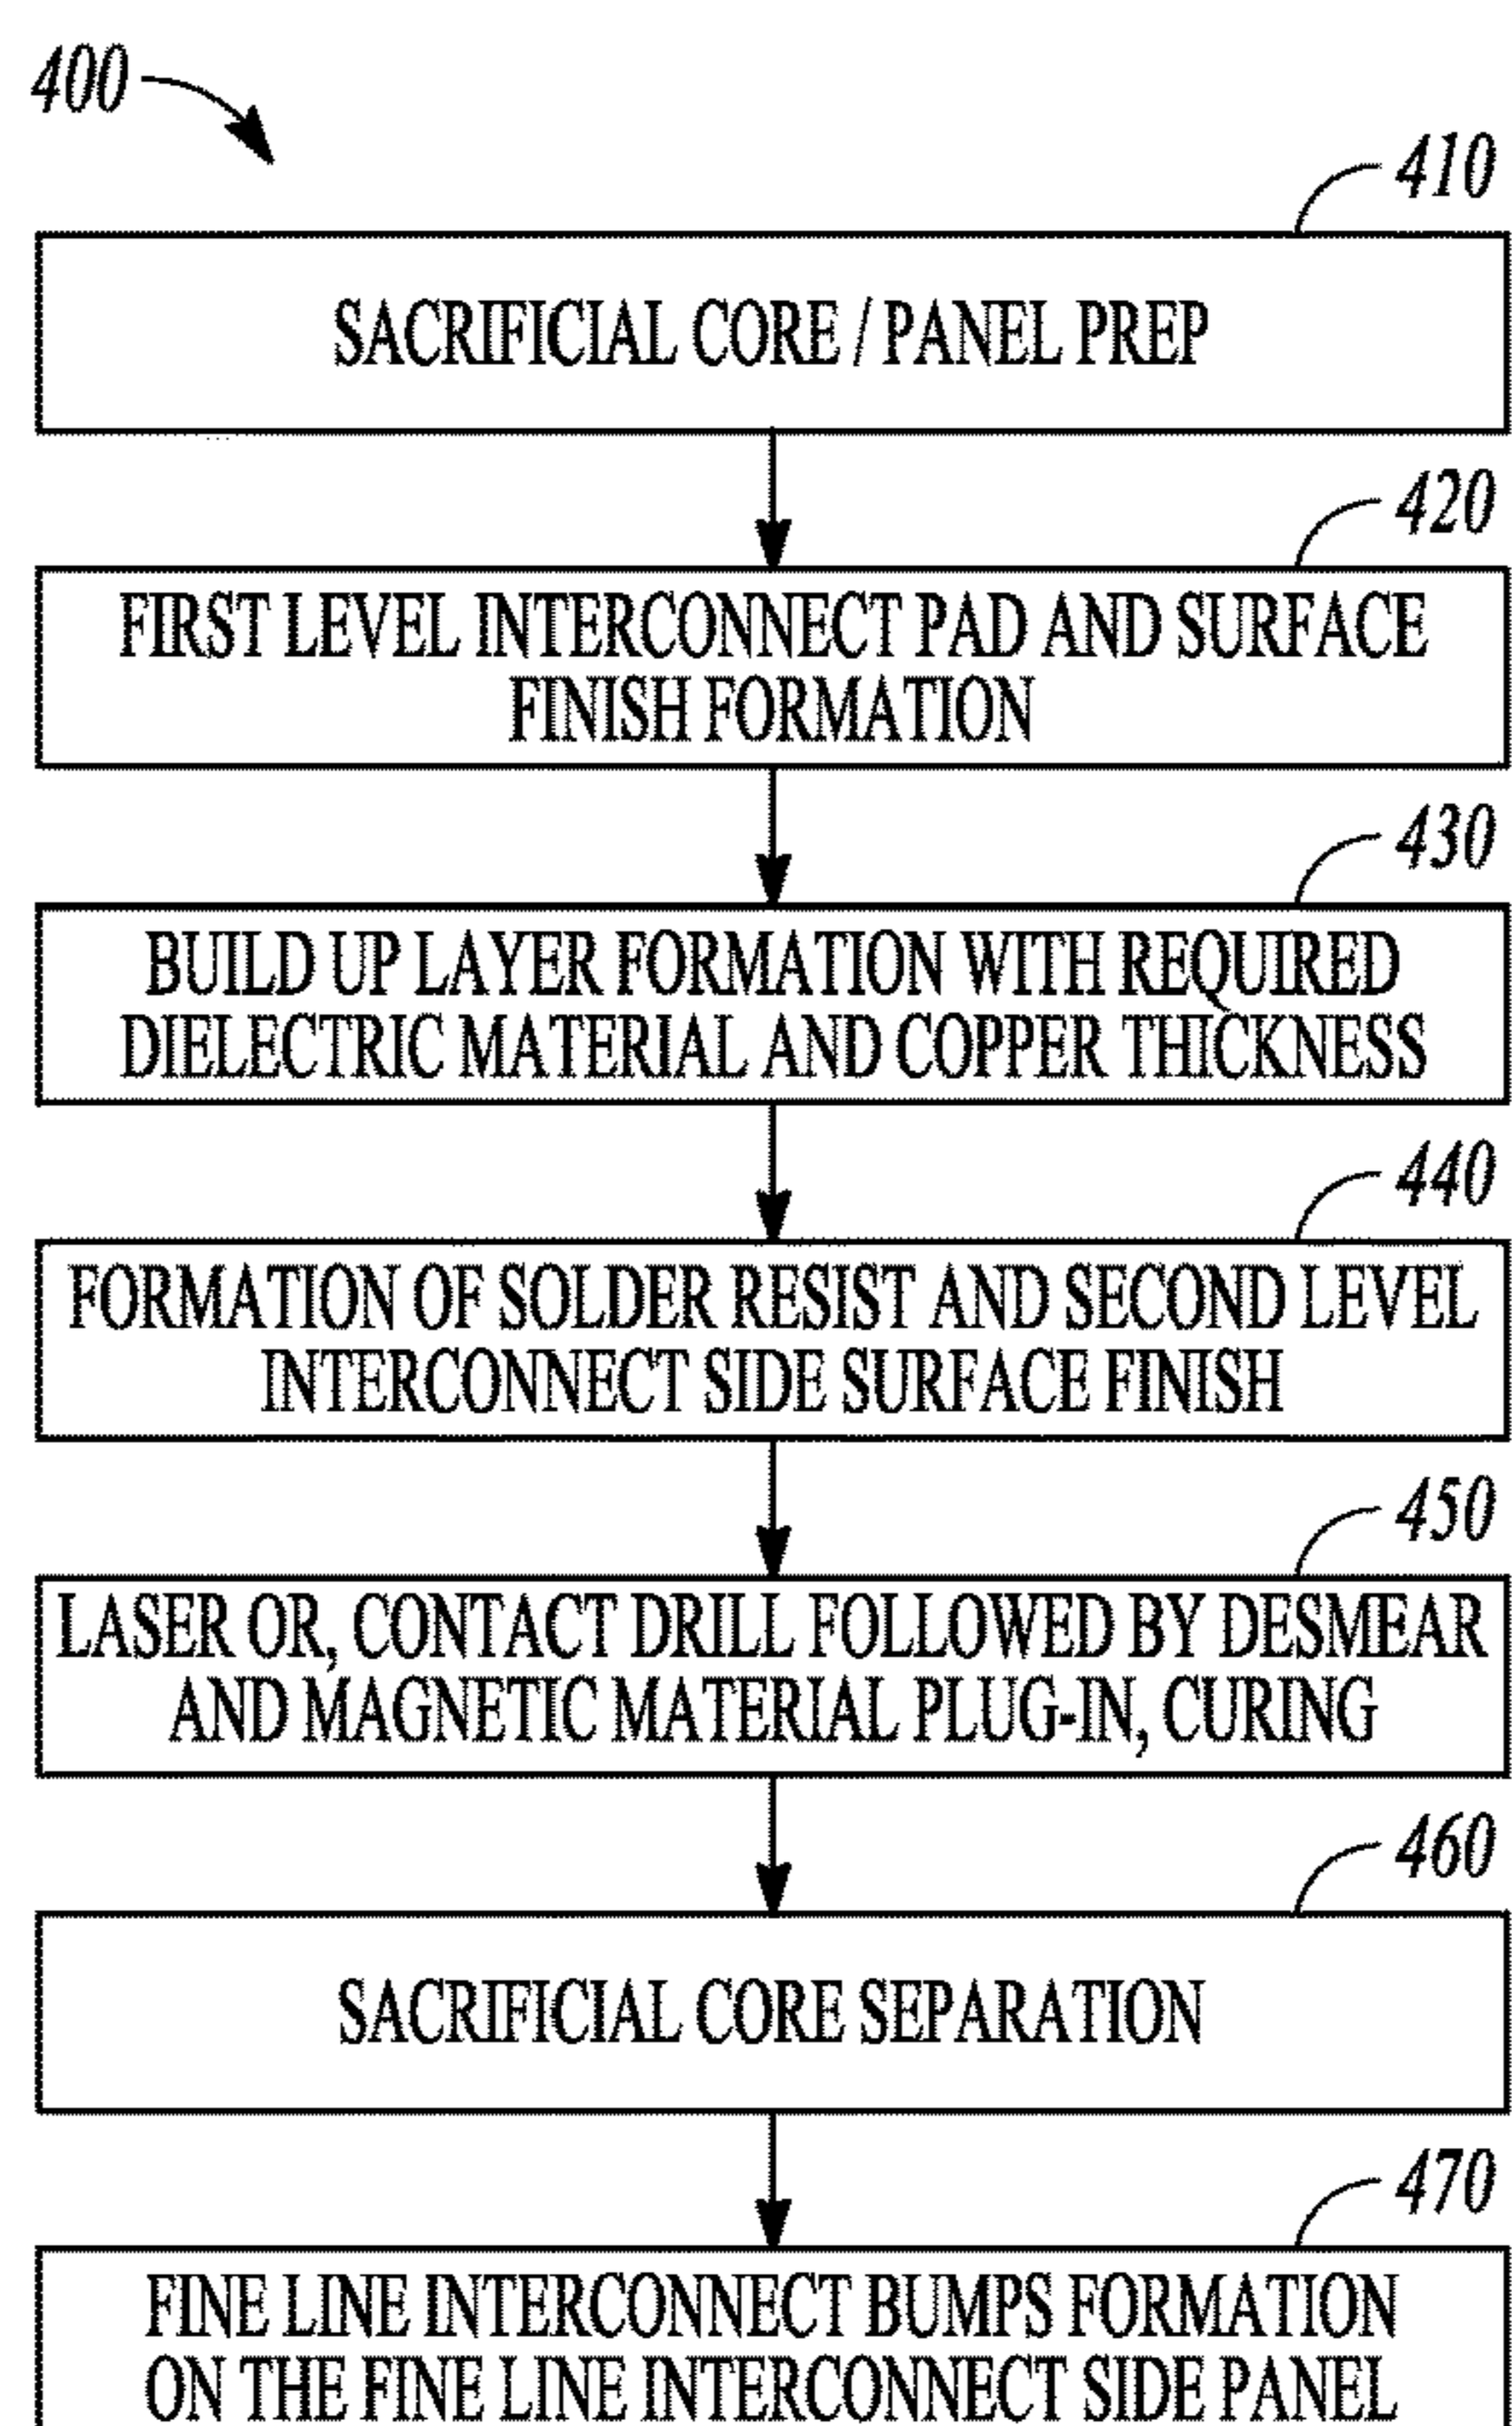 400
410
SACRIFICIAL CORE / PANEL PREP
420
FIRST LEVEL INTERCONNECT PAD AND SURFACE
FINISH FORMATION
430
BUILD UP LAYER FORMATION WITH REQUIRED
DIELECTRIC MATERIAL AND COPPER THICKNESS
440
FORMATION OF SOLDER RESIST AND SECOND LEVEL
INTERCONNECT SIDE SURFACE FINISH
450
LASER OR, CONTACT DRILL FOLLOWED BY DESMEAR
AND MAGNETIC MATERIAL PLUG-IN, CURING
460
SACRIFICIAL CORE SEPARATION
470
FINE LINE INTERCONNECT BUMPS FORMATION
ON THE FINE LINE INTERCONNECT SIDE PANEL